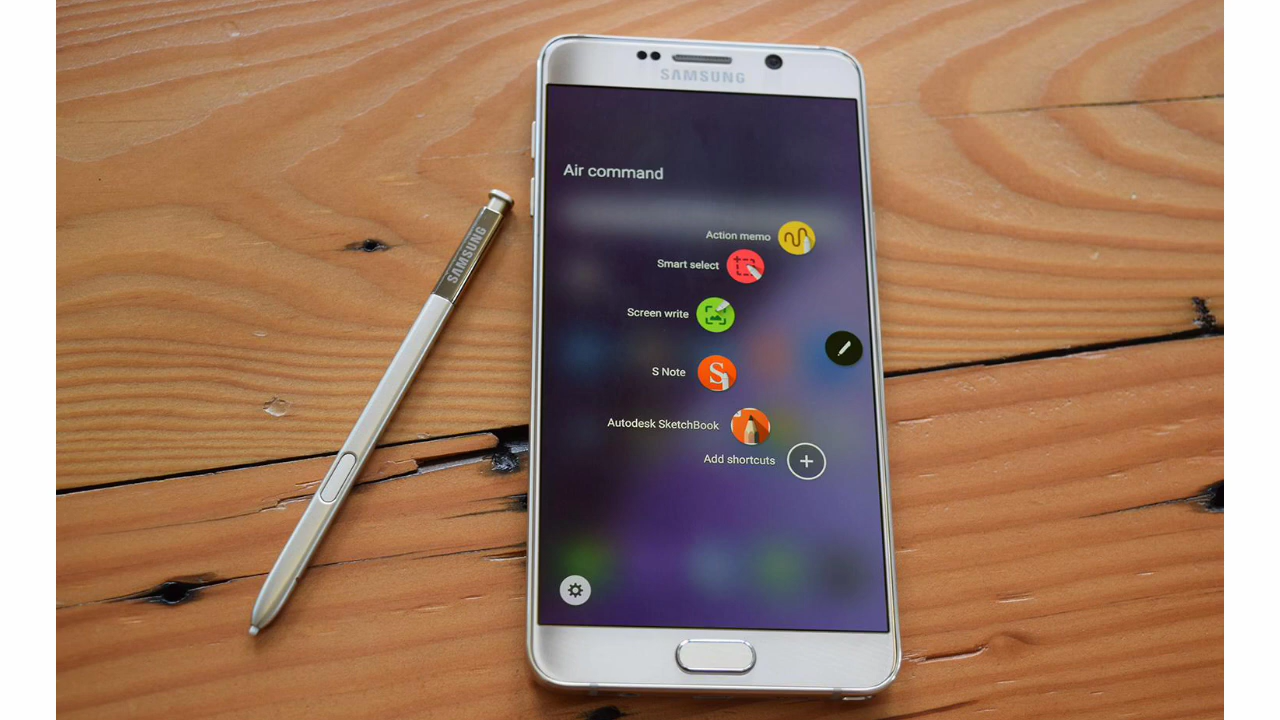 SAMSUNG
Air command
Action memo
Smart select
Screen write
S Note
S
Autodesk SketchBook
Add shortcuts
SAMSUNG